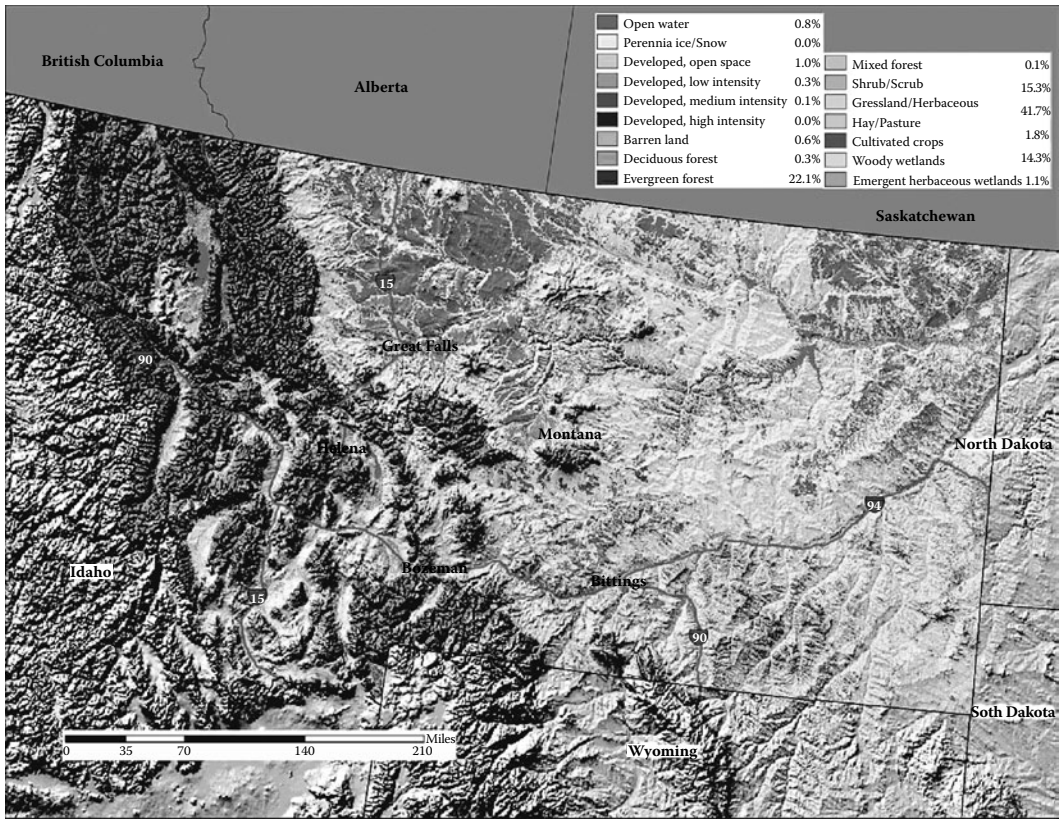 British Columbia
Alberta
Saskatchewan
Open water 0.8%
Perennia ice/Snow 0.0%
Developed, open space 1.0%
Developed, low intensity 0.3%
Developed, medium intensity 0.1%
Developed, high intensity 0.0%
Barren land 0.6%
Deciduous forest 0.3%
Evergreen forest 22.1%
Mixed forest 0.1%
Shrub/Scrub 15.3%
Gressland/Herbaceous 41.7%
Hay/Pasture 1.8%
Cultivated crops
Woody wetlands 14.3%
Emergent herbaceous wetlands 1.1%
15
Great Falls
90
Helena
Montana
North Dakota
94
Idaho
Bozeman
Bittings
15
90
Soth Dakota
Wyoming
Miles
0 35 70 140 210